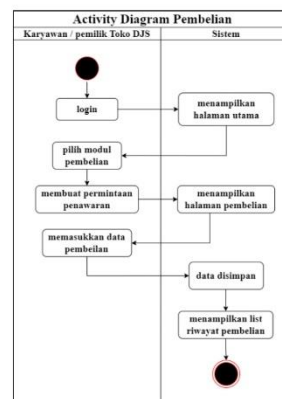 Activity Diagram Pembelian
Karyawan / pemilik Toko DJS
Sistem
login
menampilkan
halaman utama
pilih modul
pembelian
membuat permintaan
penawaran
menampilkan
halaman pembelian
memasukkan data
pembeilan
data disimpan
menampilkan list
riwayat pembelian